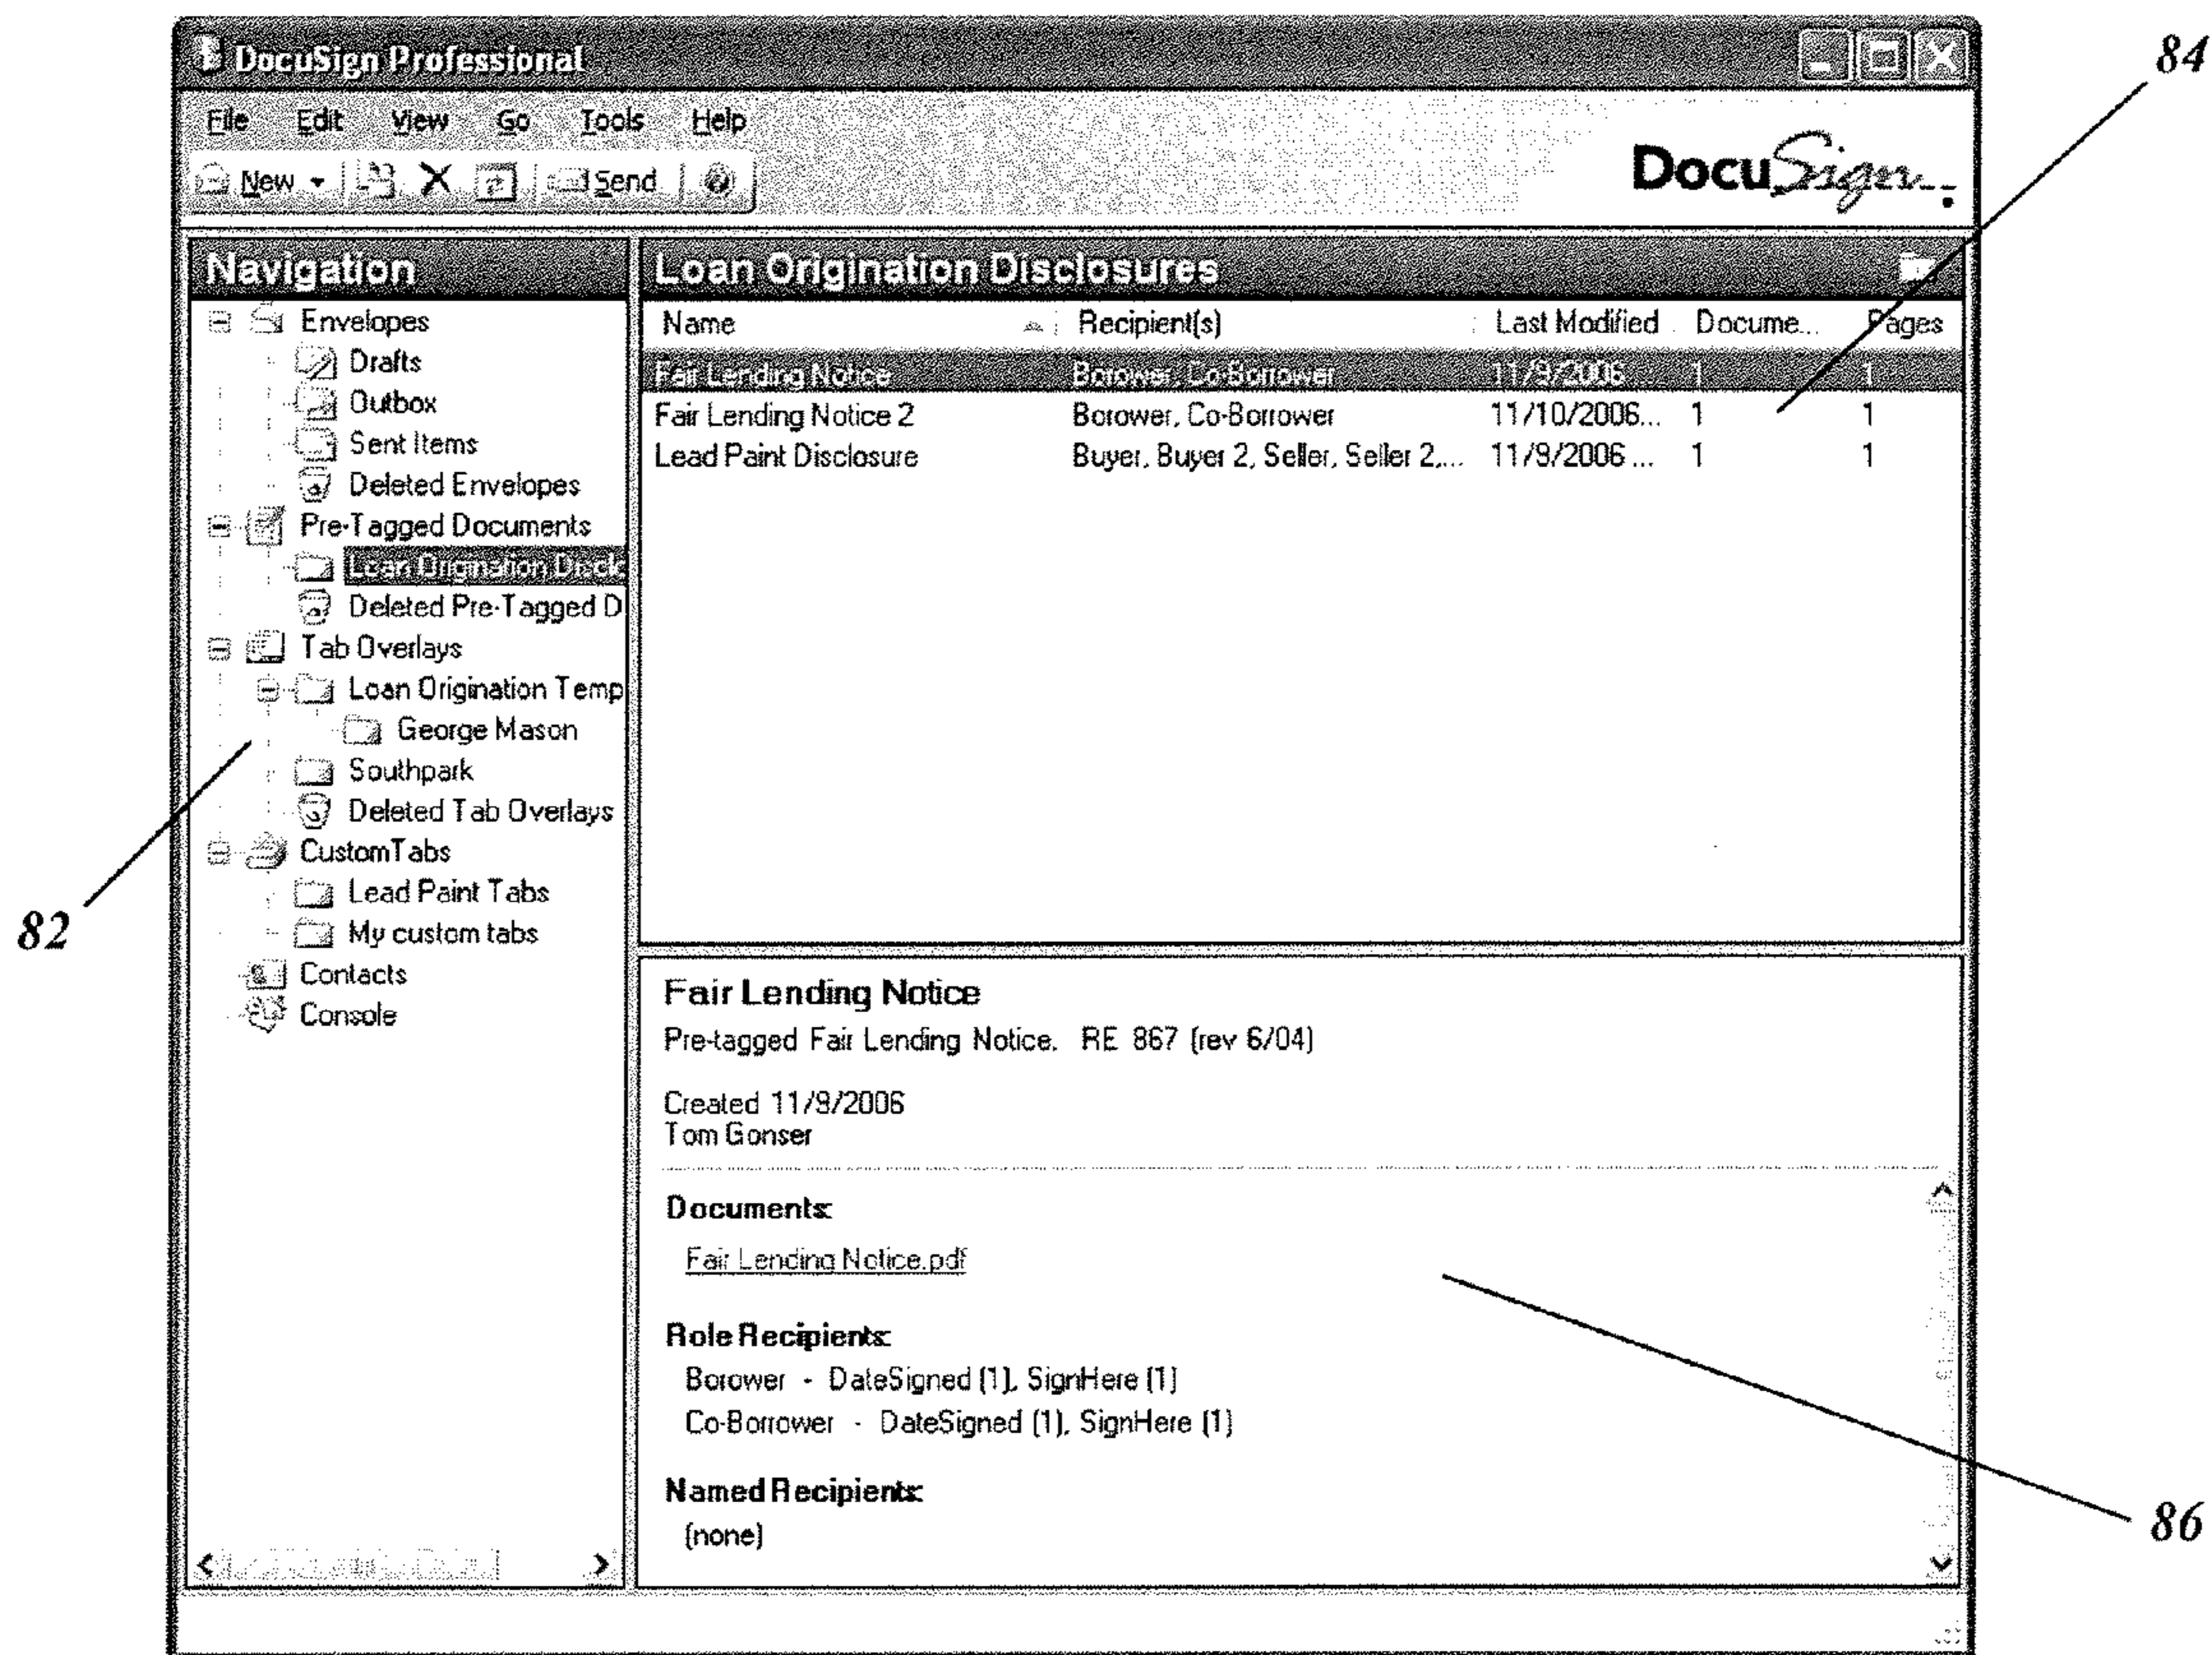 DocuSign Professional
84
File Edit View Go Tools Help
New Send
DocuSign
Navigation
Envelopes
Drafts
Outbox
Sent Items
Deleted Envelopes
Pre-Tagged Documents
Loan Origination Discl
Deleted Pre-Tagged D
Tab Overlays
Loan Origination Temp
George Mason
Southpark
Deleted Tab Overlays
CustomTabs
Lead Paint Tabs
My custom tabs
Contacts
Console
82
Loan Origination Disclosures
Name Recipient(s) Last Modified Docume... Pages
Fair Lending Notice Borower, Co-Borrower 11/9/2006 ... 1 1
Fair Lending Notice 2 Borower, Co-Borrower 11/10/2006... 1 1
Lead Paint Disclosure Buyer, Buyer 2, Seller, Seller 2,... 11/9/2006 ... 1 1
Fair Lending Notice
Pre-tagged Fair Lending Notice. RE 867 (rev 6/04)
Created 11/9/2006
Tom Gonser
Documents:
Fair Lending Notice.pdf
Role Recipients:
Borower - DateSigned (1), SignHere (1)
Co-Borrower - DateSigned (1), SignHere (1)
Named Recipients:
(none)
86